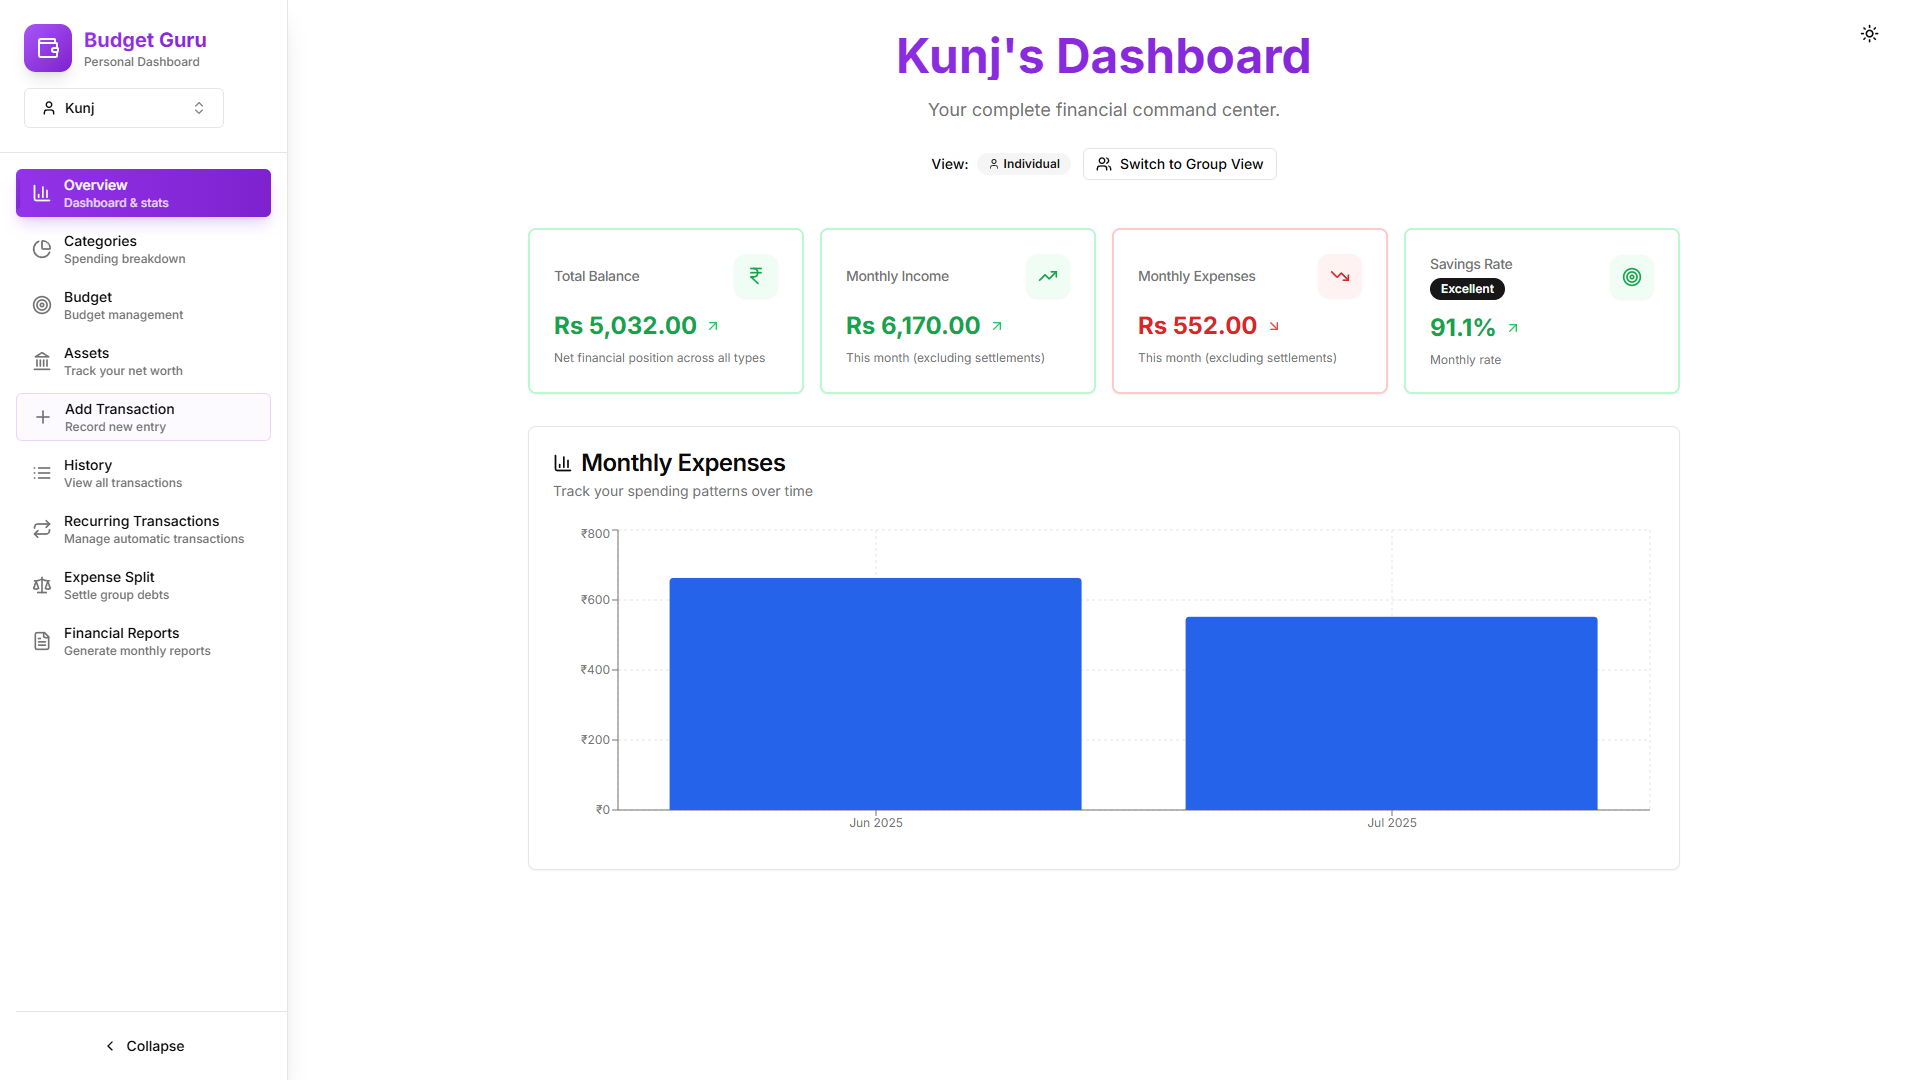 Budget Guru
Personal Dashboard
Kunj
Overview
Dashboard & stats
Categories
Spending breakdown
Budget
Budget management
Assets
Track your net worth
Add Transaction
Record new entry
History
View all transactions
Recurring Transactions
Manage automatic transactions
Expense Split
Settle group debts
Financial Reports
Generate monthly reports
Collapse
Kunj's Dashboard
Your complete financial command center.
View: Individual Switch to Group View
Total Balance
Rs 5,032.00
Net financial position across all types
Monthly Income
Rs 6,170.00
This month (excluding settlements)
Monthly Expenses
Rs 552.00
This month (excluding settlements)
Savings Rate
Excellent
91.1%
Monthly rate
Monthly Expenses
Track your spending patterns over time
₹800
₹600
₹400
₹200
₹0
Jun 2025 Jul 2025